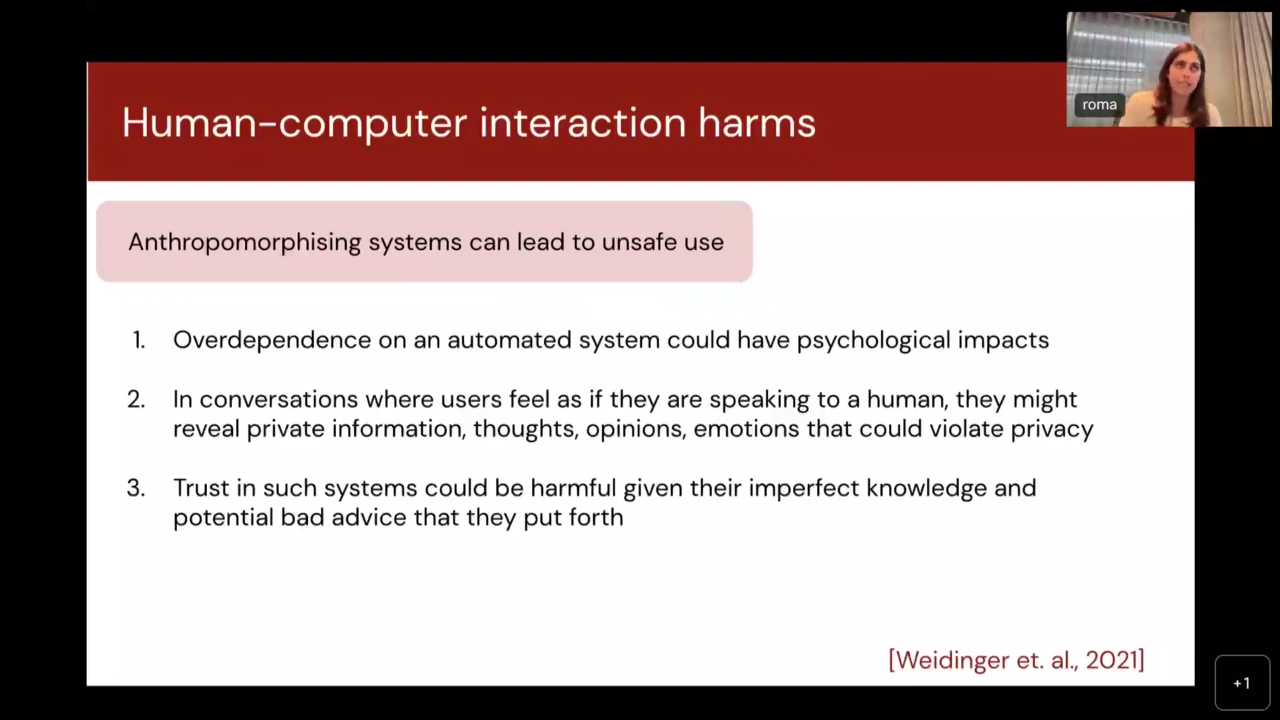 Human-computer interaction harms
roma
Anthropomorphising systems can lead to unsafe use
1. Overdependence on an automated system could have psychological impacts
2. In conversations where users feel as if they are speaking to a human, they might
reveal private information, thoughts, opinions, emotions that could violate privacy
3. Trust in such systems could be harmful given their imperfect knowledge and
potential bad advice that they put forth
[Weidinger et. al., 2021]
+1